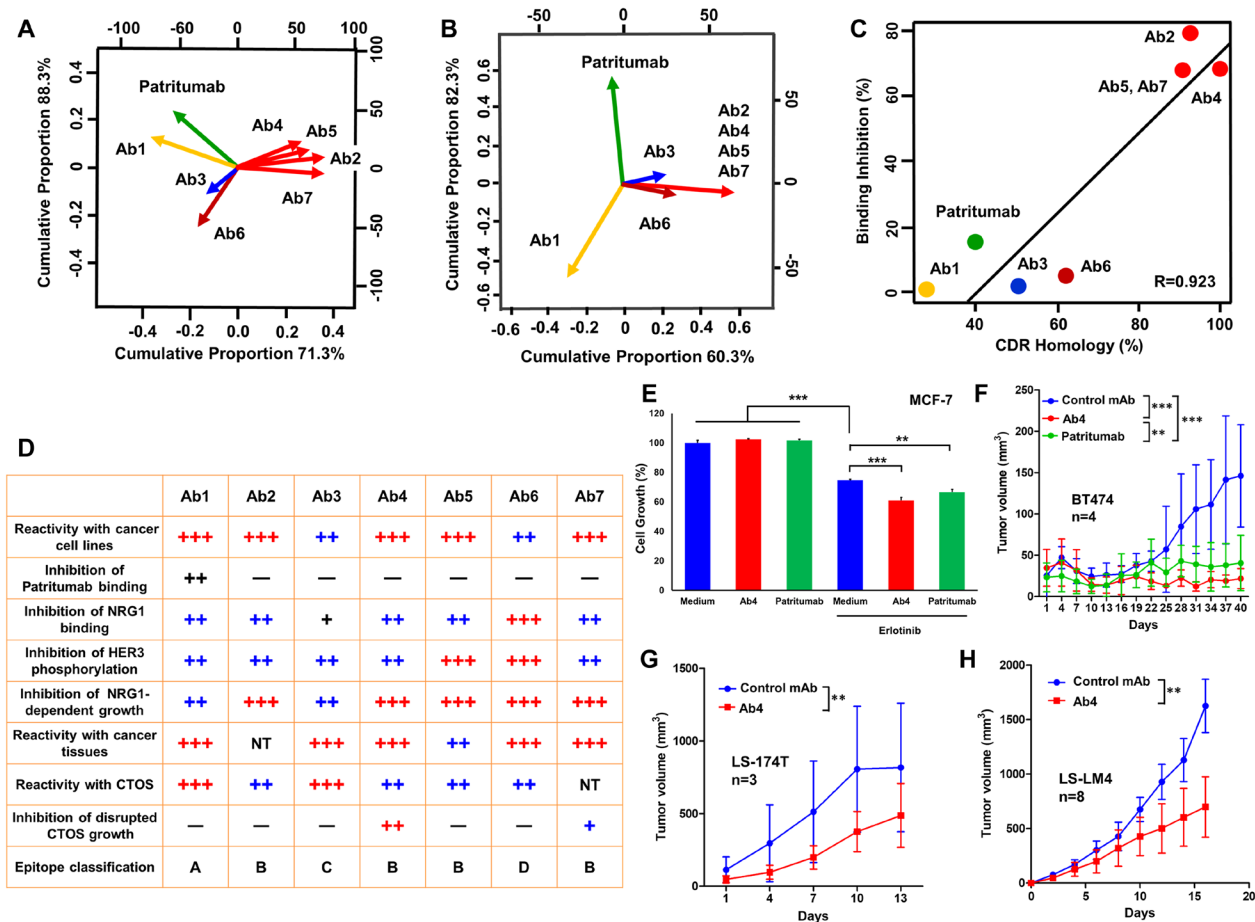 A
-100 -50 0 50 100
Cumulative Proportion 88.3%
0.4
0.2
0
-0.2
-0.4
100
50
0
-50
-100
Patritumab
Ab1
Ab3
Ab6
Ab4
Ab5
Ab2
Ab7
-0.4 -0.2 0.0 0.2 0.4
Cumulative Proportion 71.3%
B
-50 0 50
Cumulative Proportion 82.3%
0.6
0.4
0.2
0
-0.2
-0.4
-0.6
50
0
-50
Patritumab
Ab2
Ab4
Ab5
Ab7
Ab3
Ab6
Ab1
-0.6 -0.4 -0.2 0 0.2 0.4 0.6
Cumulative Proportion 60.3%
C
Binding Inhibition (%)
80
60
40
20
0
Ab2
Ab5, Ab7
Ab4
Patritumab
Ab1
Ab3
Ab6
R=0.923
40 60 80 100
CDR Homology (%)
D
Ab1 Ab2 Ab3 Ab4 Ab5 Ab6 Ab7
Reactivity with cancer
cell lines
+++ +++ ++ +++ +++ ++ +++
Inhibition of
Patritumab binding
++ — — — — — —
Inhibition of NRG1
binding
++ ++ + ++ ++ +++ ++
Inhibition of HER3
phosphorylation
++ ++ ++ ++ +++ +++ ++
Inhibition of NRG1-
dependent growth
++ +++ ++ +++ +++ +++ +++
Reactivity with cancer
tissues
+++ NT +++ +++ ++ +++ +++
Reactivity with CTOS
+++ ++ +++ ++ ++ ++ NT
Inhibition of disrupted
CTOS growth
— — — ++ — — +
Epitope classification
A B C B B D B
E
MCF-7
Cell Growth (%)
120
100
80
60
40
20
0
***
**
***
Medium Ab4 Patritumab Medium Ab4 Patritumab
Erlotinib
F
Tumor volume (mm3)
250
200
150
100
50
0
Control mAb
Ab4
Patritumab
***
**
***
BT474
n=4
1 4 7 10 13 16 19 22 25 28 31 34 37 40
Days
G
Tumor volume (mm3)
1500
1000
500
0
Control mAb
Ab4
**
LS-174T
n=3
1 4 7 10 13
Days
H
Tumor volume (mm3)
2000
1500
1000
500
0
Control mAb
Ab4
**
LS-LM4
n=8
0 5 10 15 20
Days